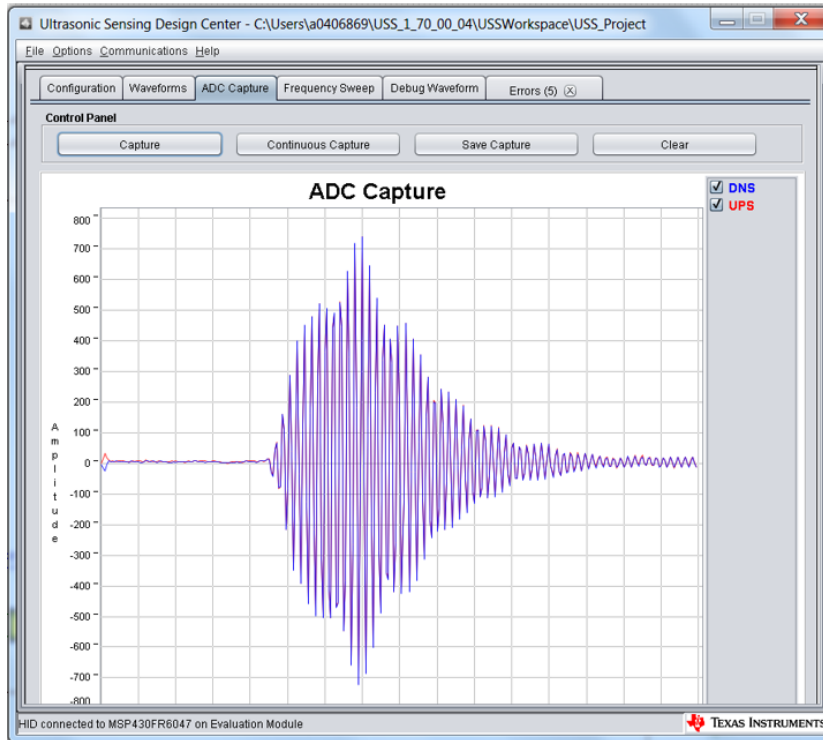 Ultrasonic Sensing Design Center - C:\Users\a0406869\USS_1_70_00_04\USSWorkspace\USS_Project
File Options Communications Help
Configuration Waveforms ADC Capture Frequency Sweep Debug Waveform Errors (5)
Control Panel
Capture Continuous Capture Save Capture Clear
ADC Capture
DNS
UPS
800
700
600
500
400
300
200
100
0
-100
-200
-300
-400
-500
-600
-700
-800
Amplitude
HID connected to MSP430FR6047 on Evaluation Module
TEXAS INSTRUMENTS